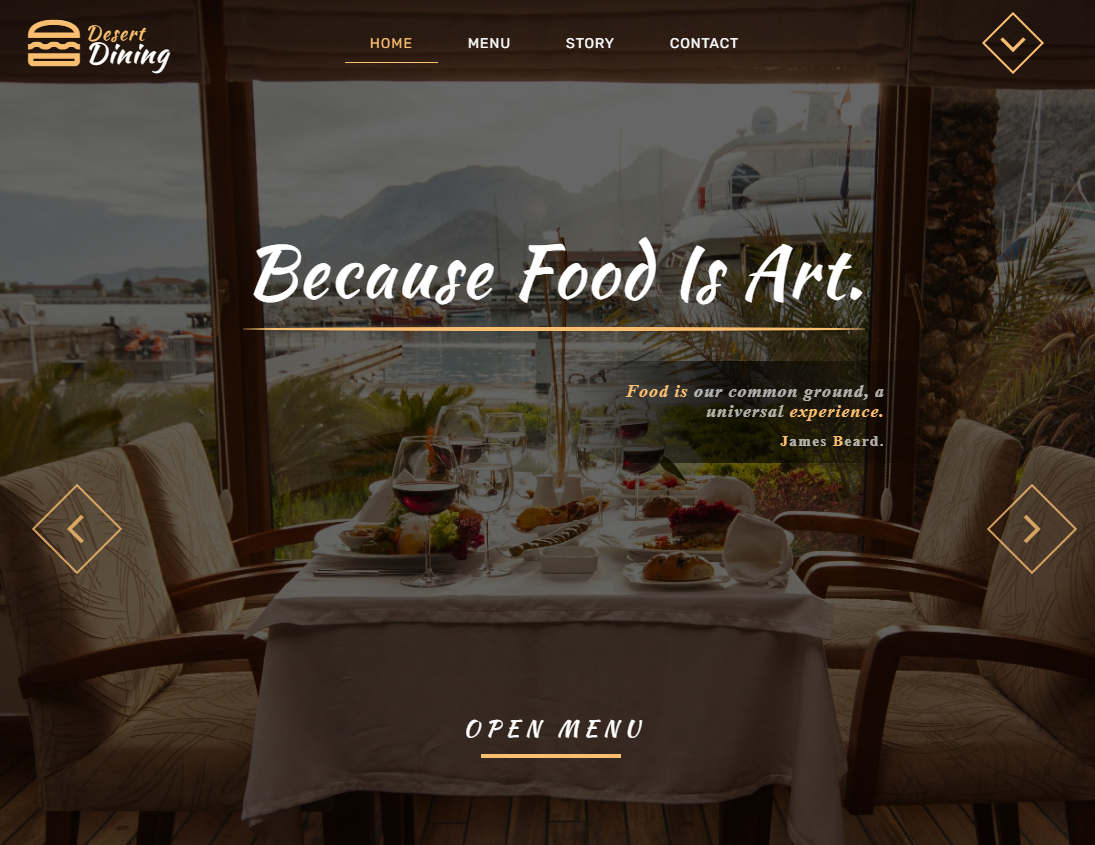 Desert
Dining
HOME MENU STORY CONTACT
Because Food Is Art.
Food is our common ground, a
universal experience.
James Beard.
OPEN MENU